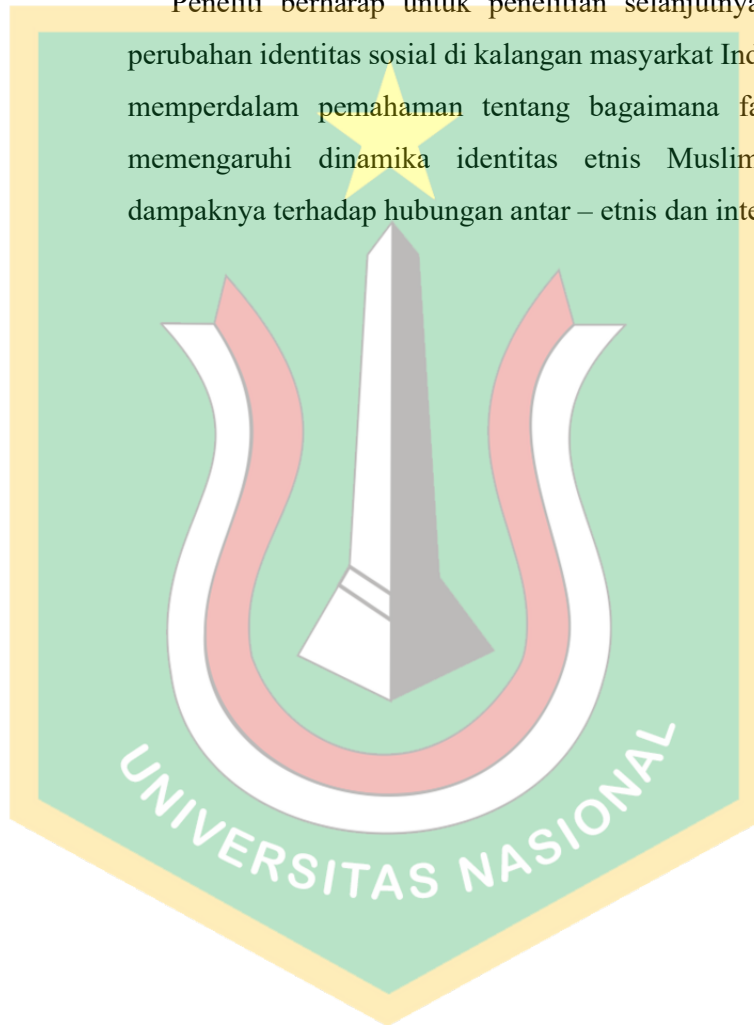 Peneliti berharap untuk penelitian selanjutnya
perubahan identitas sosial di kalangan masyarkat
memperdalam pemahaman tentang bagaimana
memengaruhi dinamika identitas etnis Muslim
dampaknya terhadap hubungan antar – etnis dan
UNIVERSITAS NASIONAL